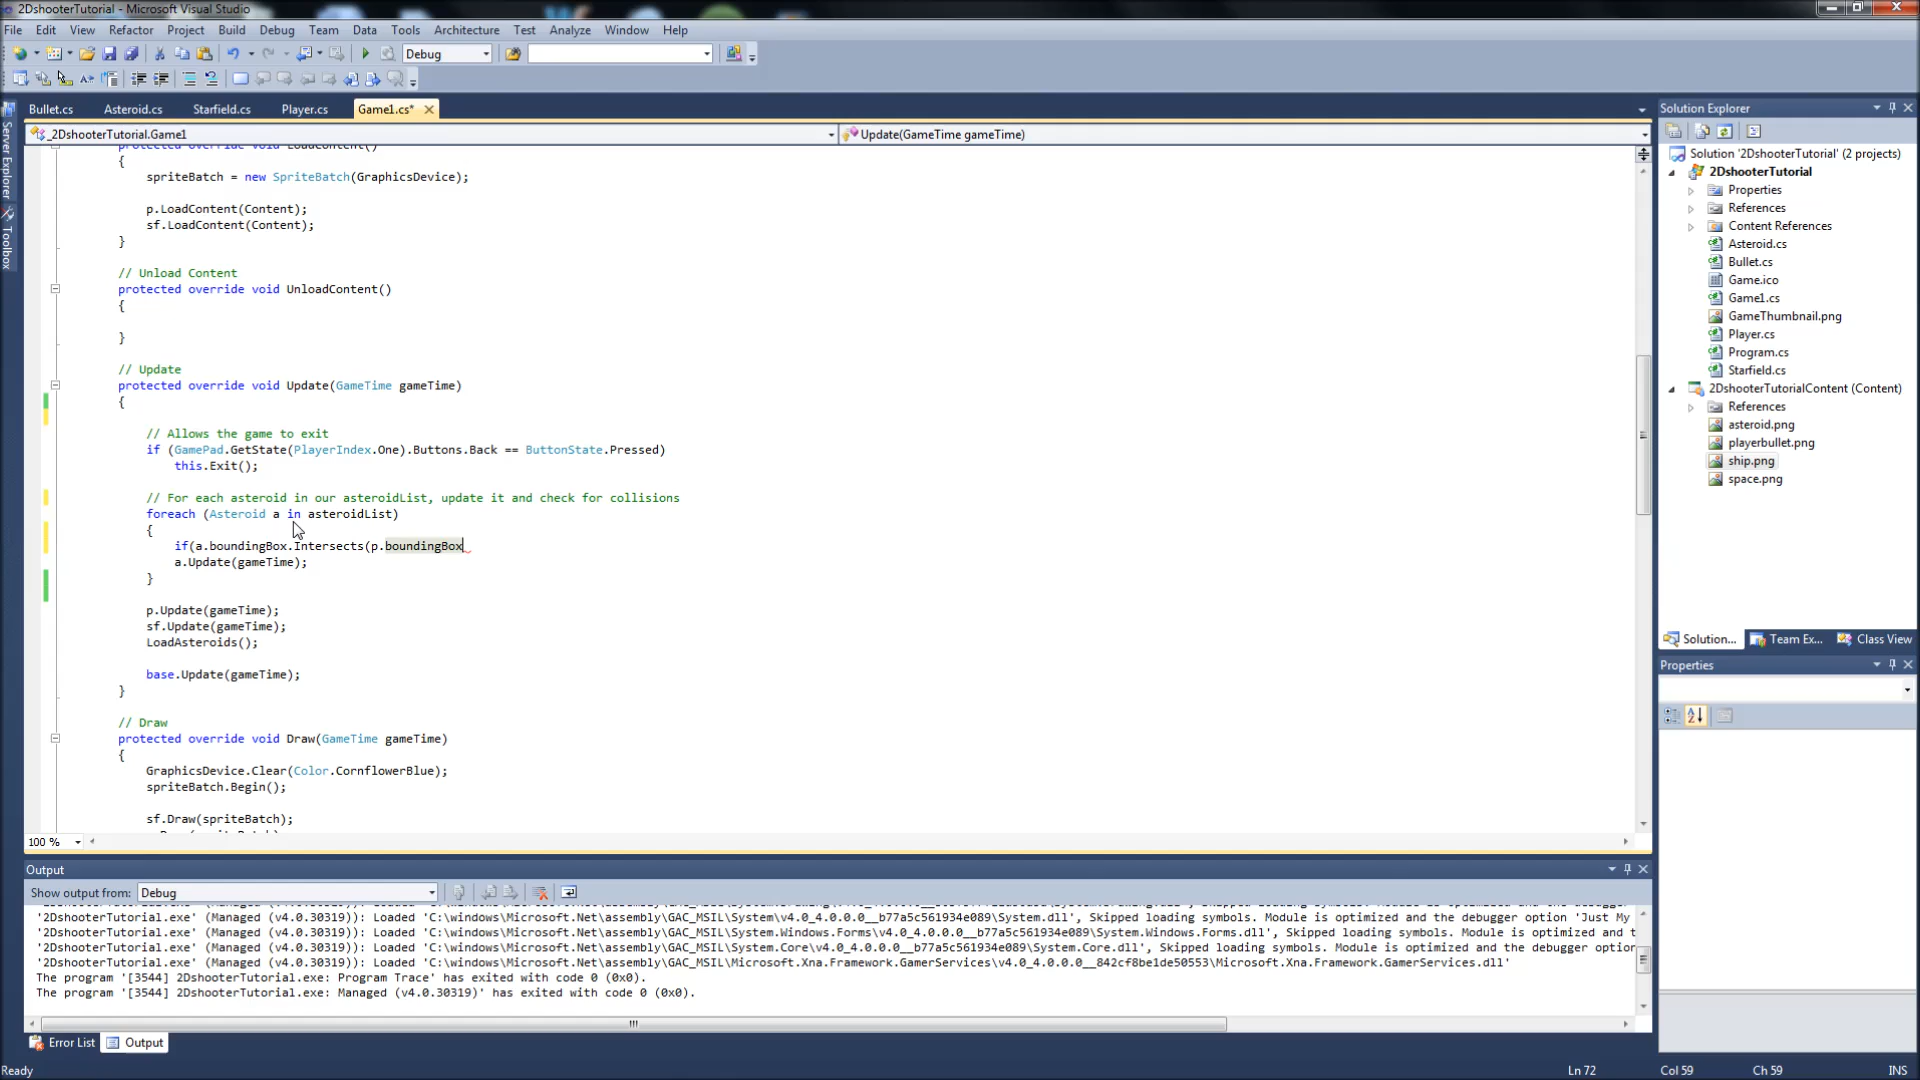 2DshooterTutorial - Microsoft Visual Studio
File Edit View Refactor Project Build Debug Team Data Tools Architecture Test Analyze Window Help
Debug
Bullet.cs Asteroid.cs Starfield.cs Player.cs Game1.cs*
_2DshooterTutorial.Game1 Update(GameTime gameTime)
protected override void LoadContent()
{
spriteBatch = new SpriteBatch(GraphicsDevice);
p.LoadContent(Content);
sf.LoadContent(Content);
}
// Unload Content
protected override void UnloadContent()
{
}
// Update
protected override void Update(GameTime gameTime)
{
// Allows the game to exit
if (GamePad.GetState(PlayerIndex.One).Buttons.Back == ButtonState.Pressed)
this.Exit();
// For each asteroid in our asteroidList, update it and check for collisions
foreach (Asteroid a in asteroidList)
{
if(a.boundingBox.Intersects(p.boundingBox
a.Update(gameTime);
}
p.Update(gameTime);
sf.Update(gameTime);
LoadAsteroids();
base.Update(gameTime);
}
// Draw
protected override void Draw(GameTime gameTime)
{
GraphicsDevice.Clear(Color.CornflowerBlue);
spriteBatch.Begin();
sf.Draw(spriteBatch);
100 %
Output
Show output from: Debug
'2DshooterTutorial.exe' (Managed (v4.0.30319)): Loaded 'C:\windows\Microsoft.Net\assembly\GAC_MSIL\System\v4.0_4.0.0.0__b77a5c561934e089\System.dll', Skipped loading symbols. Module is optimized and the debugger option 'Just My
'2DshooterTutorial.exe' (Managed (v4.0.30319)): Loaded 'C:\windows\Microsoft.Net\assembly\GAC_MSIL\System.Windows.Forms\v4.0_4.0.0.0__b77a5c561934e089\System.Windows.Forms.dll', Skipped loading symbols. Module is optimized and t
'2DshooterTutorial.exe' (Managed (v4.0.30319)): Loaded 'C:\windows\Microsoft.Net\assembly\GAC_MSIL\System.Core\v4.0_4.0.0.0__b77a5c561934e089\System.Core.dll', Skipped loading symbols. Module is optimized and the debugger option
'2DshooterTutorial.exe' (Managed (v4.0.30319)): Loaded 'C:\windows\Microsoft.Net\assembly\GAC_MSIL\Microsoft.Xna.Framework.GamerServices\v4.0_4.0.0.0__842cf8be1de50553\Microsoft.Xna.Framework.GamerServices.dll'
The program '[3544] 2DshooterTutorial.exe: Program Trace' has exited with code 0 (0x0).
The program '[3544] 2DshooterTutorial.exe: Managed (v4.0.30319)' has exited with code 0 (0x0).
Error List Output
Ready Ln 72 Col 59 Ch 59 INS
Server Explorer
Toolbox
Solution Explorer
Solution '2DshooterTutorial' (2 projects)
2DshooterTutorial
Properties
References
Content References
Asteroid.cs
Bullet.cs
Game.ico
Game1.cs
GameThumbnail.png
Player.cs
Program.cs
Starfield.cs
2DshooterTutorialContent (Content)
References
asteroid.png
playerbullet.png
ship.png
space.png
Solution... Team Ex... Class View
Properties